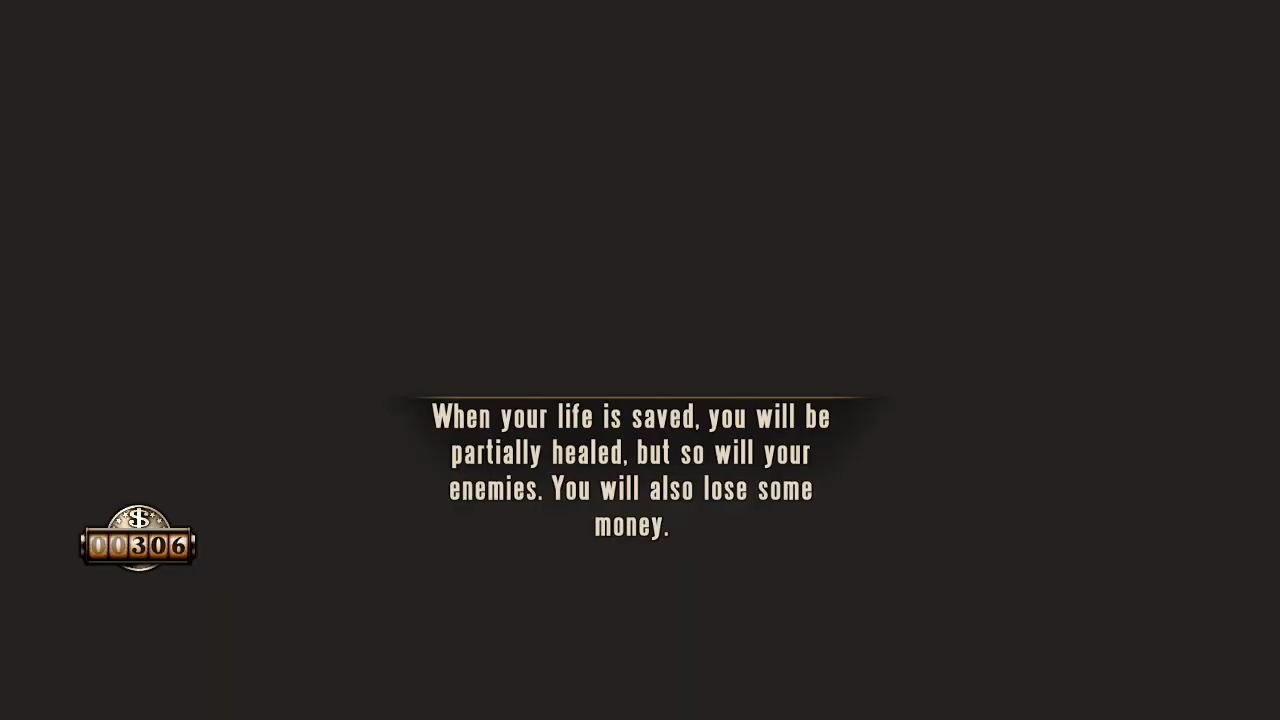 When your life is saved, you will be
partially healed, but so will your
enemies. You will also lose some
money.
$
00306